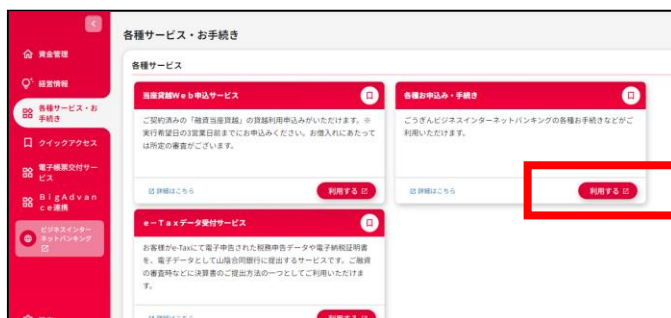 各種サービス・お手続き
資金管理
経営情報
各種サービス・お
手続き
クイックアクセス
電子帳票交付サー
ビス
BigAdvan
ce連携
ビジネスインター
ネットバンキング
各種サービス
当座貸越Web申込サービス
ご契約済みの「融資当座貸越」の貸越利用申込みがいただけます。※
実行希望日の3営業日前までにお申込みください。お借入れにあたって
は所定の審査がございます。
詳細はこちら
利用する
各種お申込み・手続き
ごうぎんビジネスインターネットバンキングの各種お手続きなどがご
利用いただけます。
詳細はこちら
利用する
e-Taxデータ受付サービス
お客様がe-Taxにて電子申告された税務申告データや電子納税証明書
を、電子データとして山陰合同銀行に提出するサービスです。ご融資
の審査時などに決算書のご提出方法の一つとしてご利用いただけま
す。